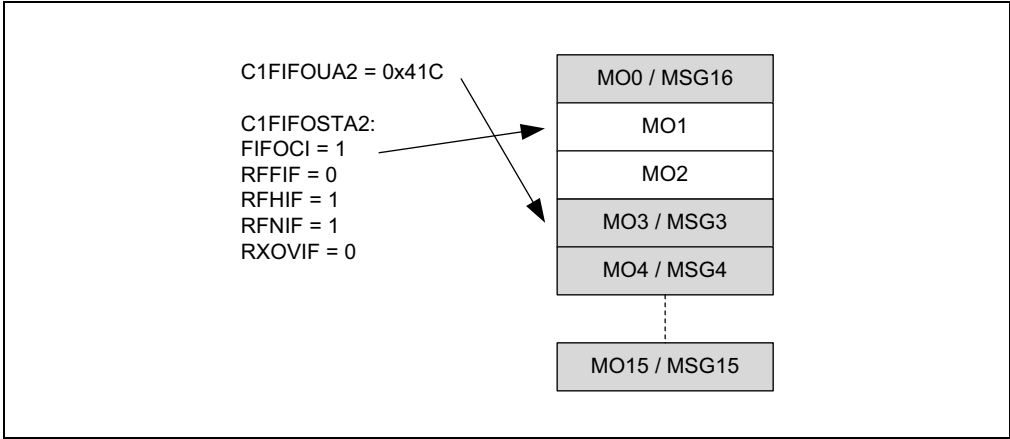 C1FIFOUA2 = 0x41C
C1FIFOSTA2:
FIFOCI = 1
RFFIF = 0
RFHIF = 1
RFNIF = 1
RXOVIF = 0
MO0 / MSG16
MO1
MO2
MO3 / MSG3
MO4 / MSG4
MO15 / MSG15